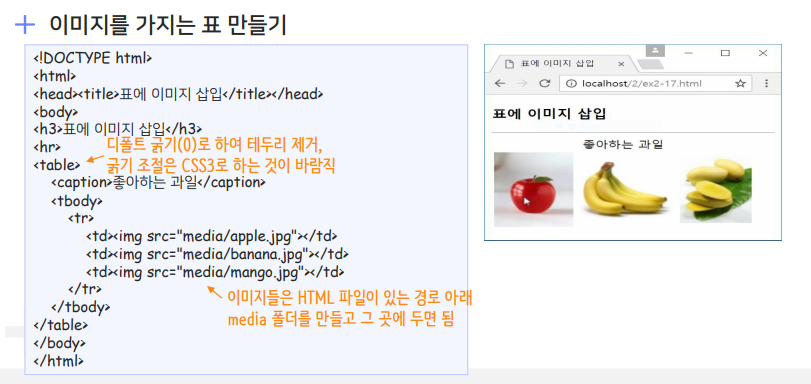 이미지를 가지는 표 만들기
<!DOCTYPE html>
<html>
<head><title>표에 이미지 삽입</title></head>
<body>
<h3>표에 이미지 삽입</h3>
<hr>
디폴트 굵기(0)로 하여 테두리 제거,
<table>
굵기 조절은 CSS3로 하는 것이 바람직
<caption>좋아하는 과일</caption>
<tbody>
<tr>
<td><img src="media/apple.jpg"></td>
<td><img src="media/banana.jpg"></td>
<td><img src="media/mango.jpg"></td>
</tr>
이미지들은 HTML 파일이 있는 경로 아래
</tbody>
media 폴더를 만들고 그 곳에 두면 됨
</table>
</body>
</html>
표에 이미지 삽입
localhost/2/ex2-17.html
표에 이미지 삽입
좋아하는 과일